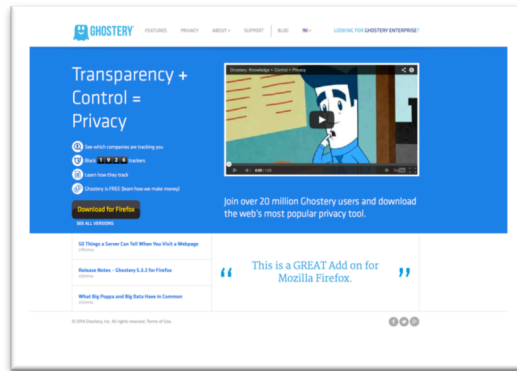 GHOSTERY
FEATURES PRIVACY ABOUT SUPPORT BLOG LOOKING FOR GHOSTERY ENTERPRISE?
Transparency +
Control =
Privacy
See which companies are tracking you
Block 1 9 2 6 trackers
Learn how they track
Ghostery is FREE (learn how we make money)
Download for Firefox
SEE ALL VERSIONS
Ghostery: Knowledge + Control = Privacy
Join over 20 million Ghostery users and download
the web's most popular privacy tool.
50 Things a Server Can Tell When You Visit a Webpage
Release Notes - Ghostery 5.3.2 for Firefox
What Big Poppa and Big Data Have in Common
“ This is a GREAT Add on for
Mozilla Firefox. ”
© 2014 Ghostery, Inc. All rights reserved. Terms of Use.